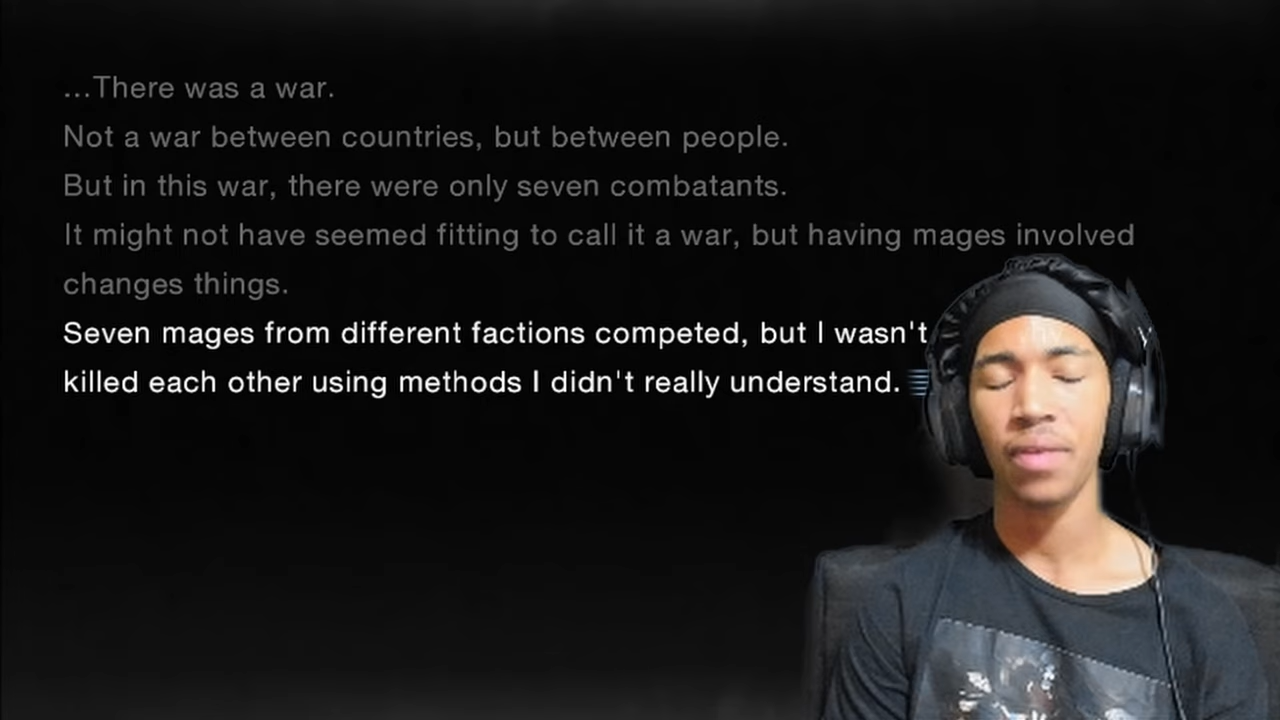 ...There was a war.
Not a war between countries, but between people.
But in this war, there were only seven combatants.
It might not have seemed fitting to call it a war, but having mages involved
changes things.
Seven mages from different factions competed, but I wasn't
killed each other using methods I didn't really understand.